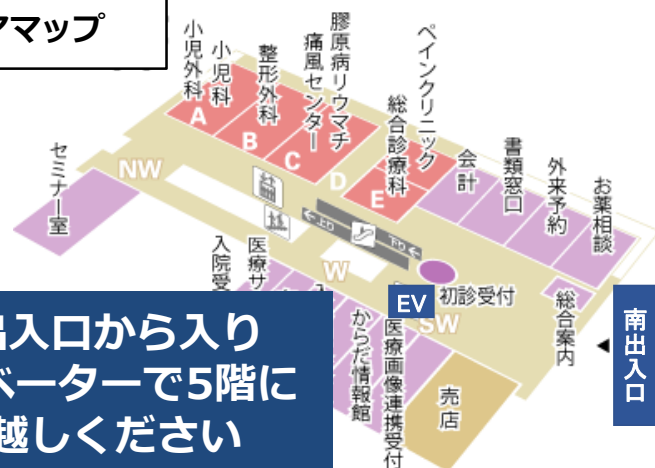 アマップ
小児外科
小児科
整形外科
膠原病リウマチ
痛風センター
ペインクリニック
総合診療科
会計
書類窓口
外来予約
お薬相談
A
B
C
D
E
セミナー室
NW
←上り
下り←
W
入院受
医療サ
EV
初診受付
SW
総合案内
南出入口
からだ情報館
医療画像連携受付
売店
出入口から入り
ベーターで5階に
越しください